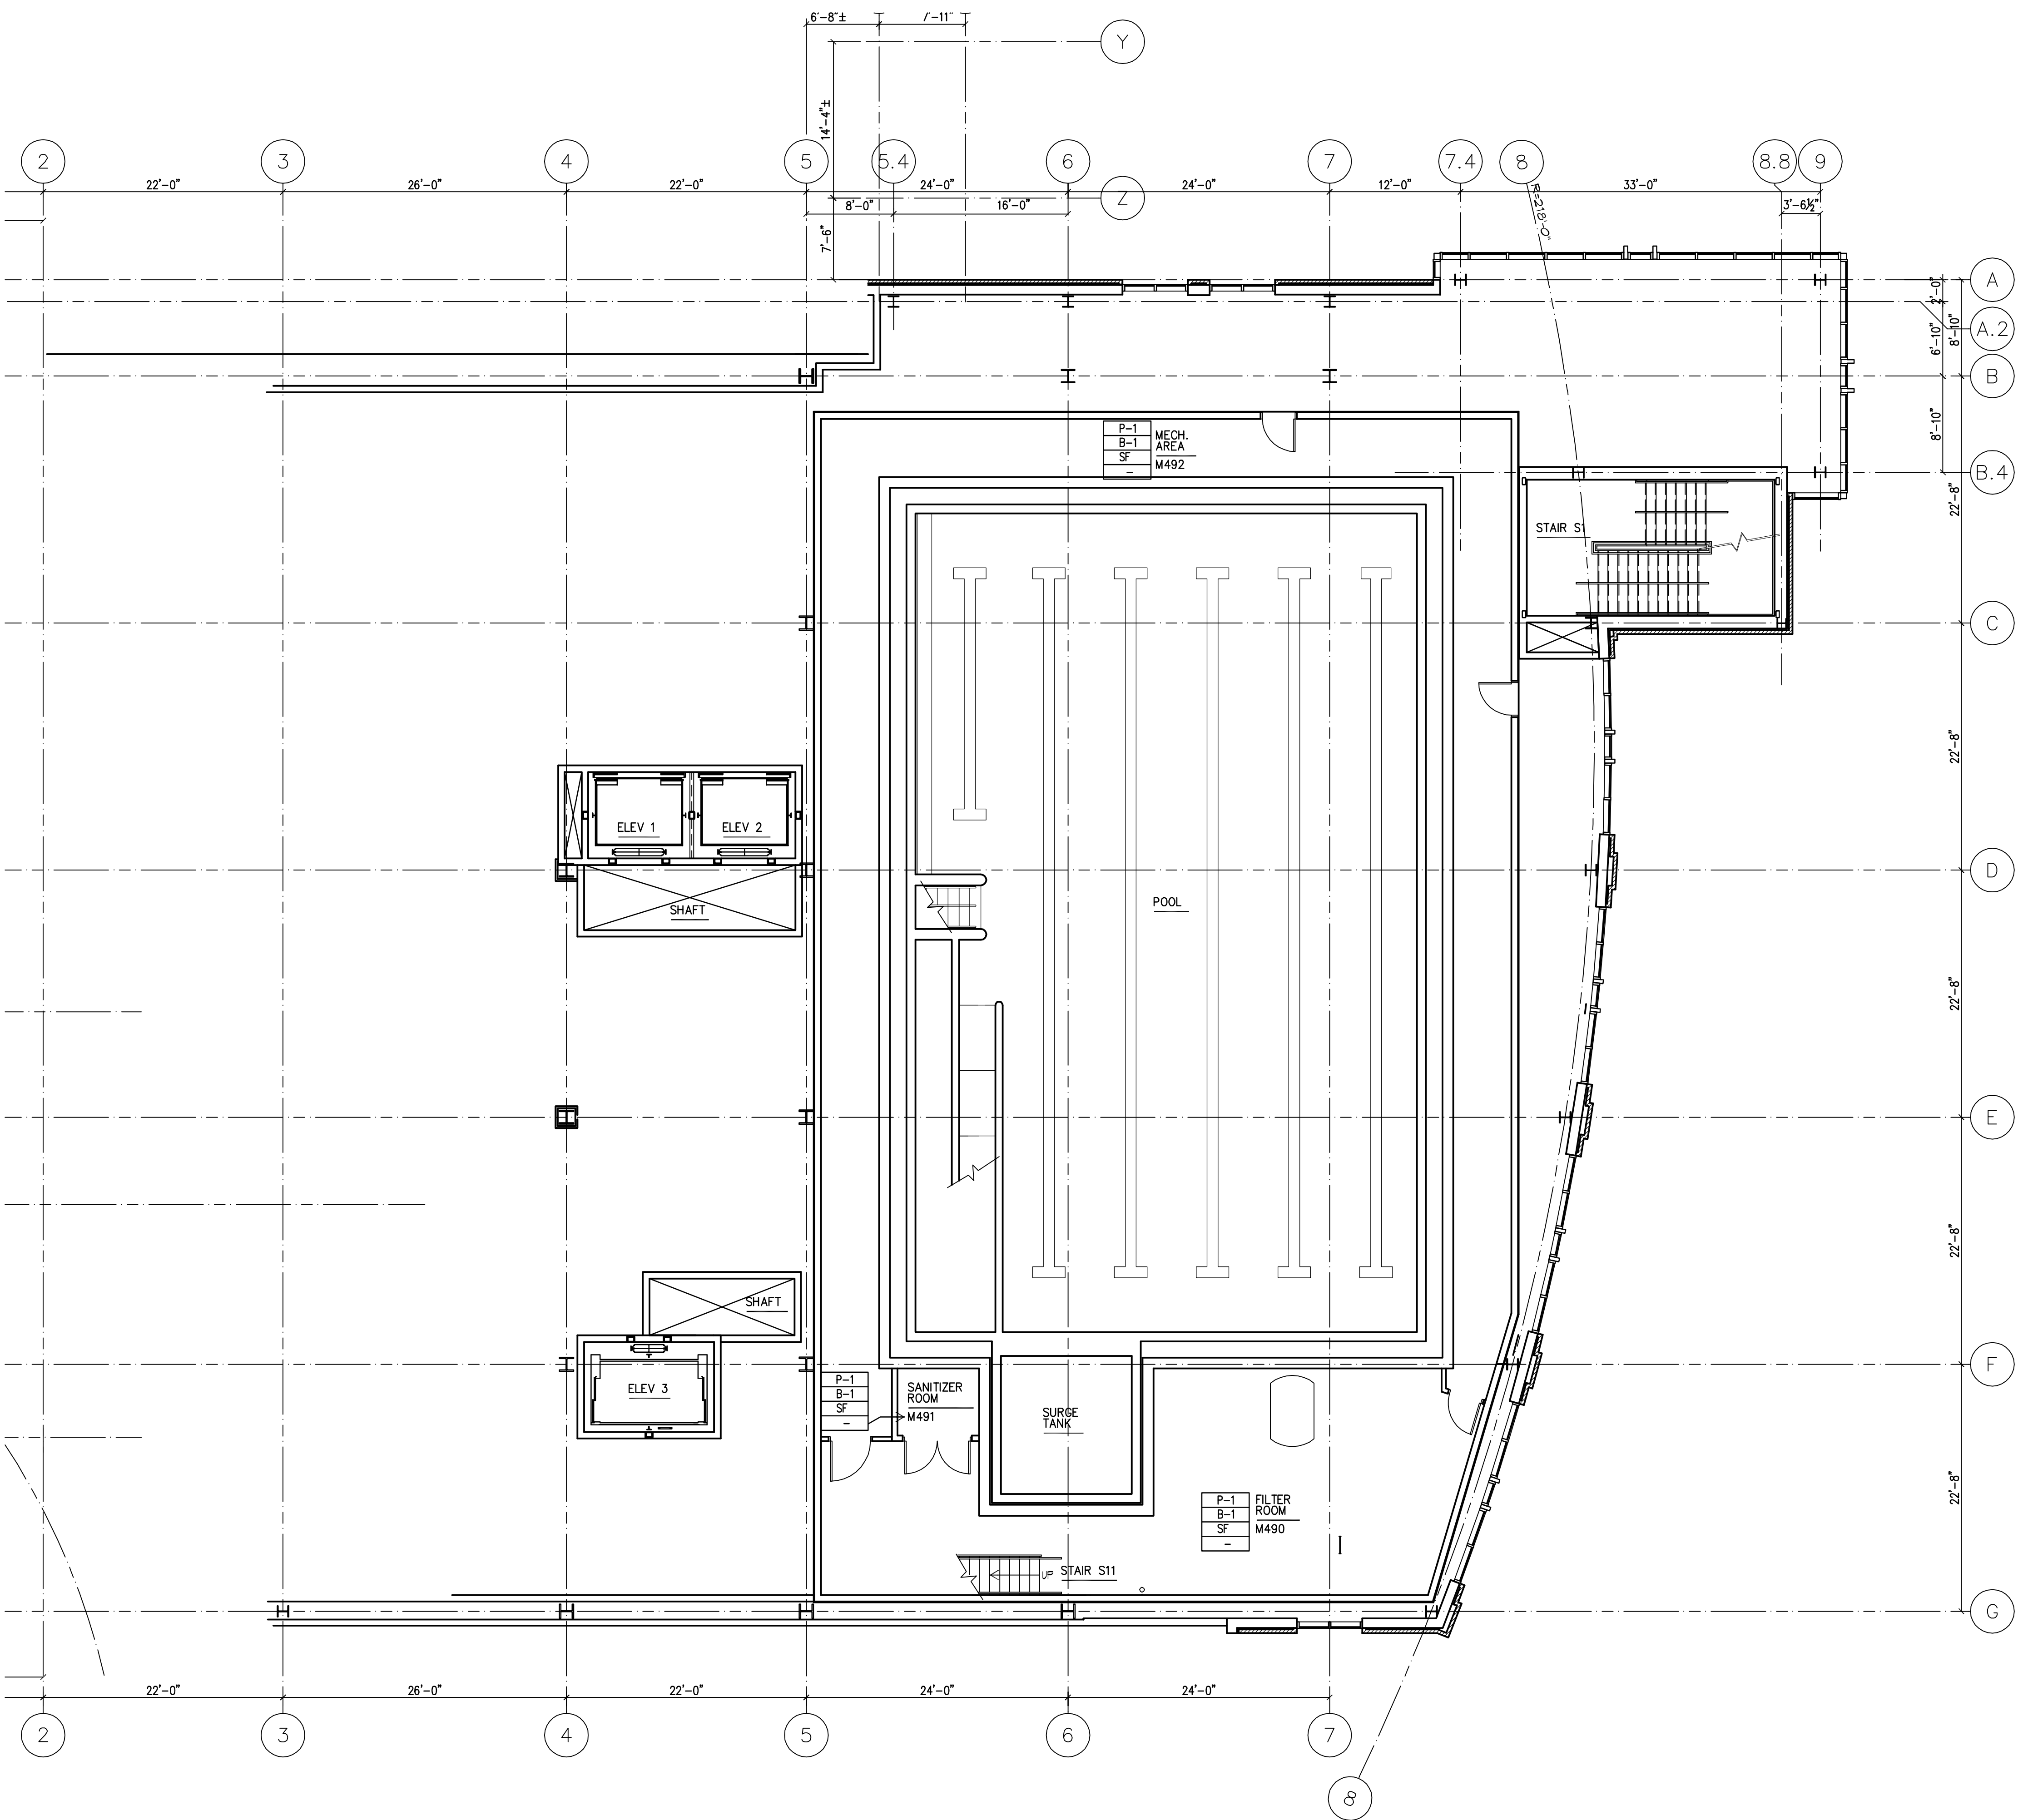 6'-8"±
7'-11"
Y
14'-4"±
2
3
4
5
5.4
6
7
7.4
8
8.8
9
22'-0"
26'-0"
22'-0"
24'-0"
24'-0"
12'-0"
33'-0"
Z
8'-0"
16'-0"
R=218'-0"
3'-6½"
7'-6"
A
2'-0"
A.2
6'-10"
8'-10"
B
P-1
B-1
SF
-
MECH.
AREA
M492
8'-10"
B.4
22'-8"
STAIR S1
C
22'-8"
ELEV 1
ELEV 2
D
SHAFT
POOL
22'-8"
E
22'-8"
SHAFT
F
ELEV 3
P-1
B-1
SF
-
SANITIZER
ROOM
M491
SURGE
TANK
22'-8"
P-1
B-1
SF
-
FILTER
ROOM
M490
UP
STAIR S11
G
22'-0"
26'-0"
22'-0"
24'-0"
24'-0"
2
3
4
5
6
7
8